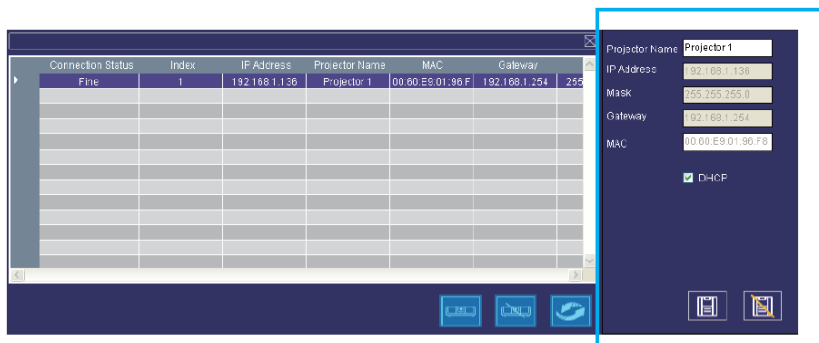 Connection Status Index IP Address Projector Name MAC Gateway
Fine 1 192.168.1.136 Projector 1 00.60.E9.01.96.F 192.168.1.254 255
Projector Name Projector 1
IP Address 192.168.1.136
Mask 255.255.255.0
Gateway 192.168.1.254
MAC 00.60.E9.01.96.F8
DHCP